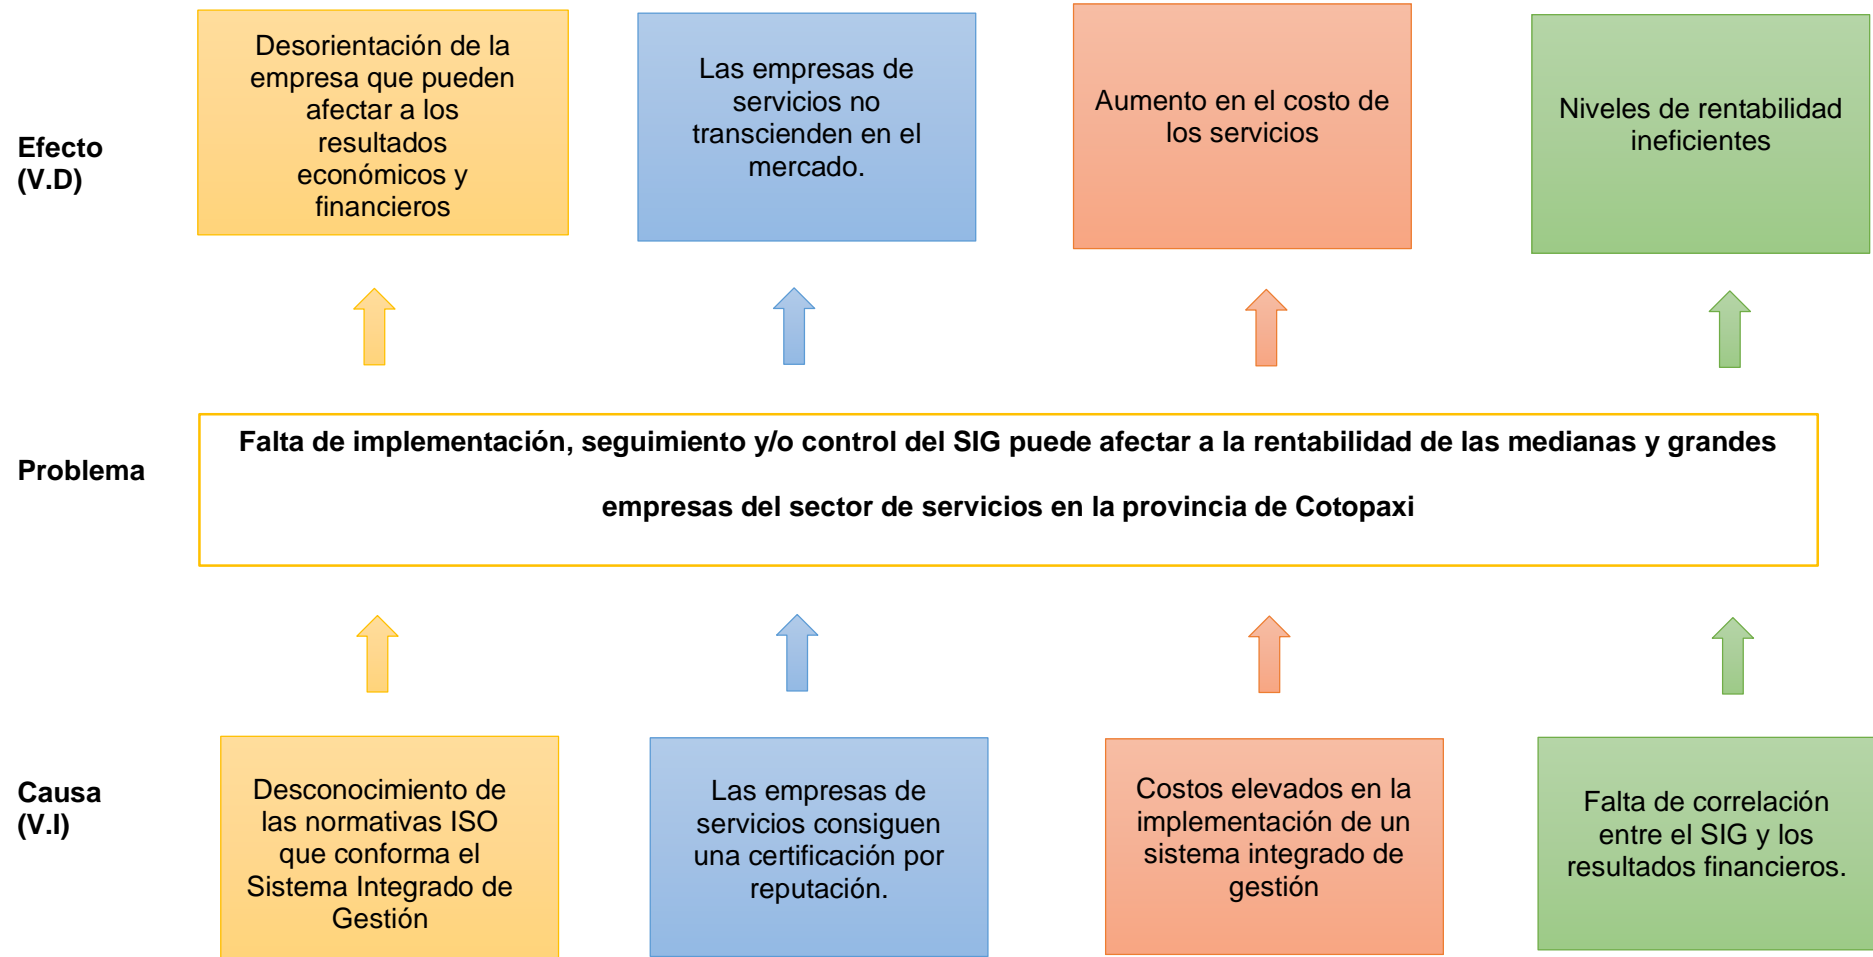 Efecto
(V.D)
Desorientación de la
empresa que pueden
afectar a los
resultados
económicos y
financieros
Las empresas de
servicios no
transcienden en el
mercado.
Aumento en el costo de
los servicios
Niveles de rentabilidad
ineficientes
Problema
Falta de implementación, seguimiento y/o control del SIG puede afectar a la rentabilidad de las medianas y grandes
empresas del sector de servicios en la provincia de Cotopaxi
Causa
(V.I)
Desconocimiento de
las normativas ISO
que conforma el
Sistema Integrado de
Gestión
Las empresas de
servicios consiguen
una certificación por
reputación.
Costos elevados en la
implementación de un
sistema integrado de
gestión
Falta de correlación
entre el SIG y los
resultados financieros.